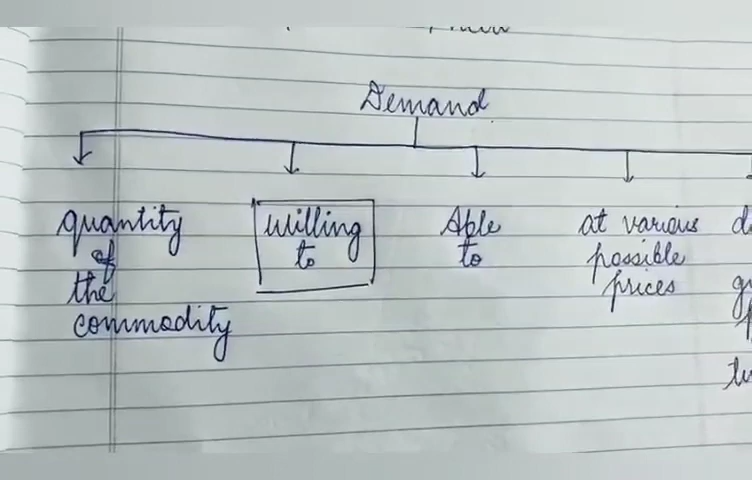 Demand
quantity
of
the
commodity
willing
to
Able
to
at various
possible
prices